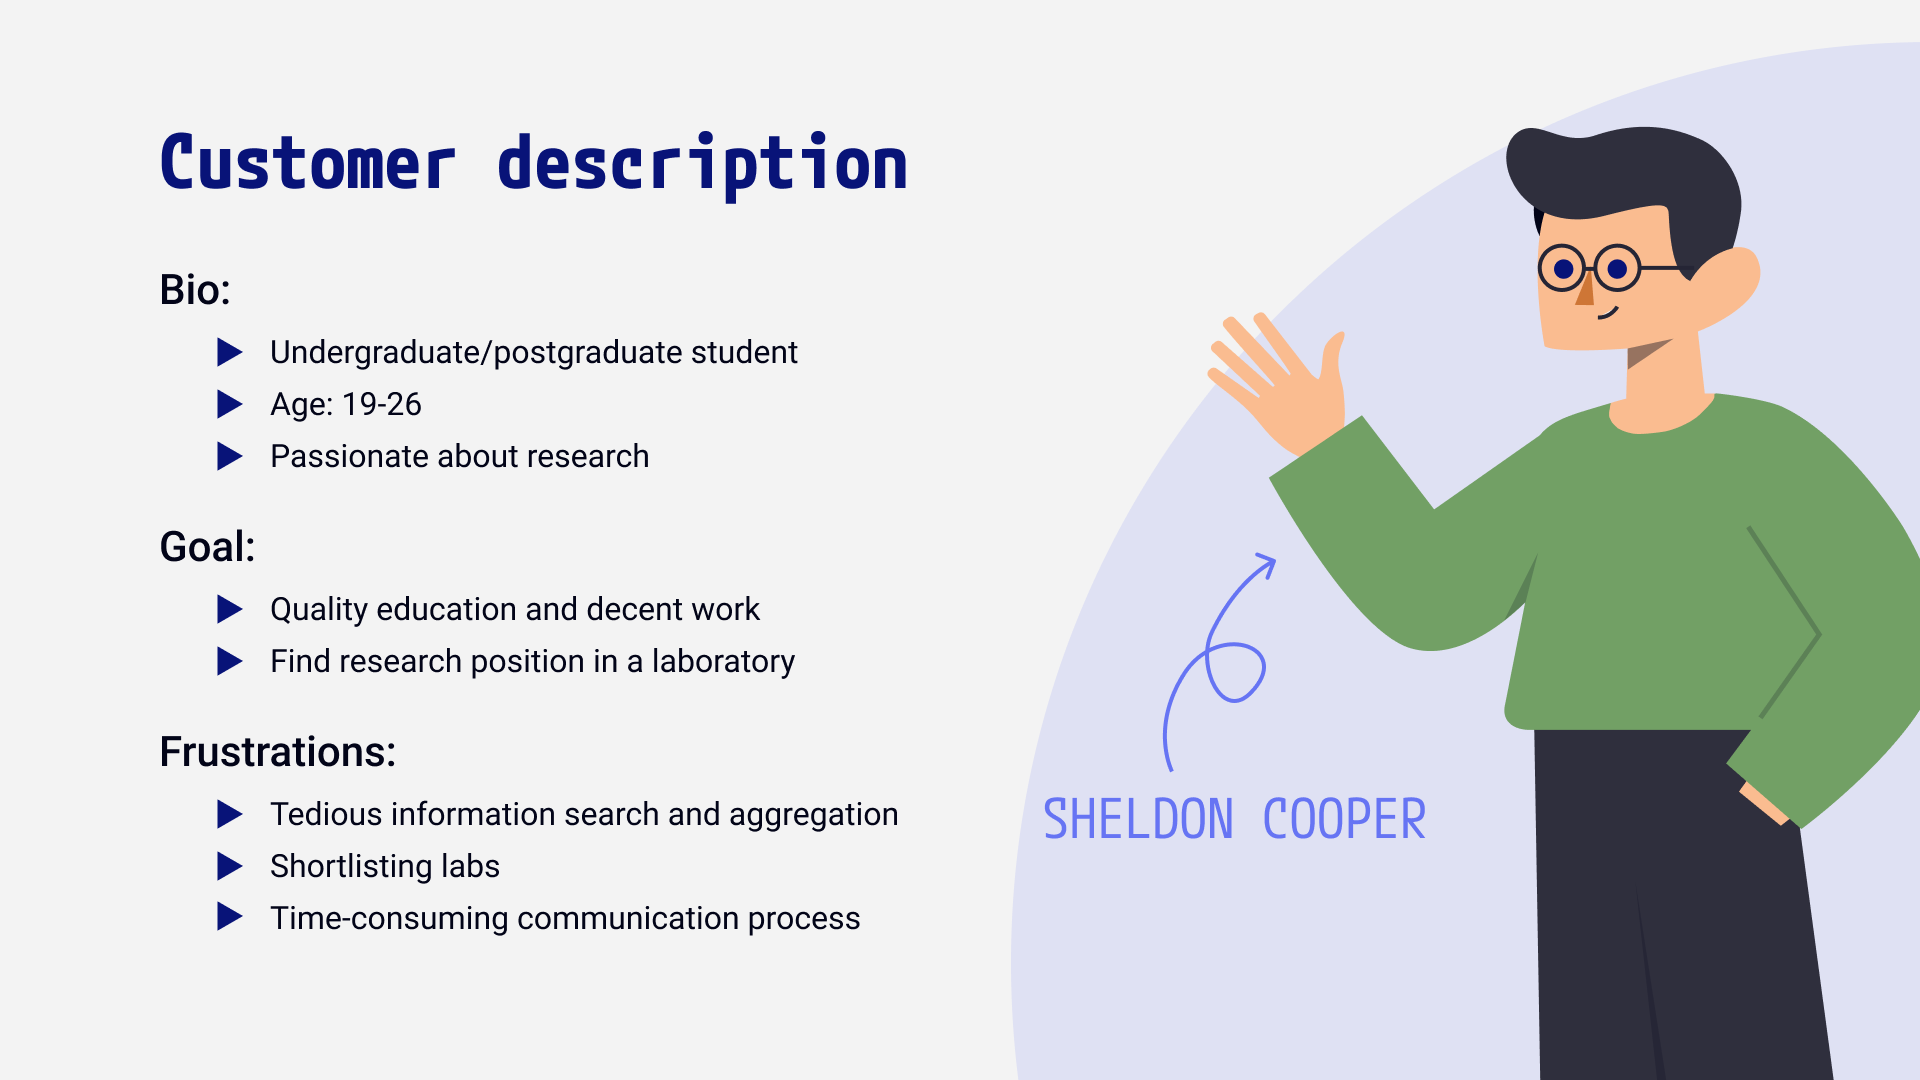 Customer description
Bio:
Undergraduate/postgraduate student
Age: 19-26
Passionate about research
Goal:
Quality education and decent work
Find research position in a laboratory
Frustrations:
Tedious information search and aggregation
Shortlisting labs
Time-consuming communication process
SHELDON COOPER